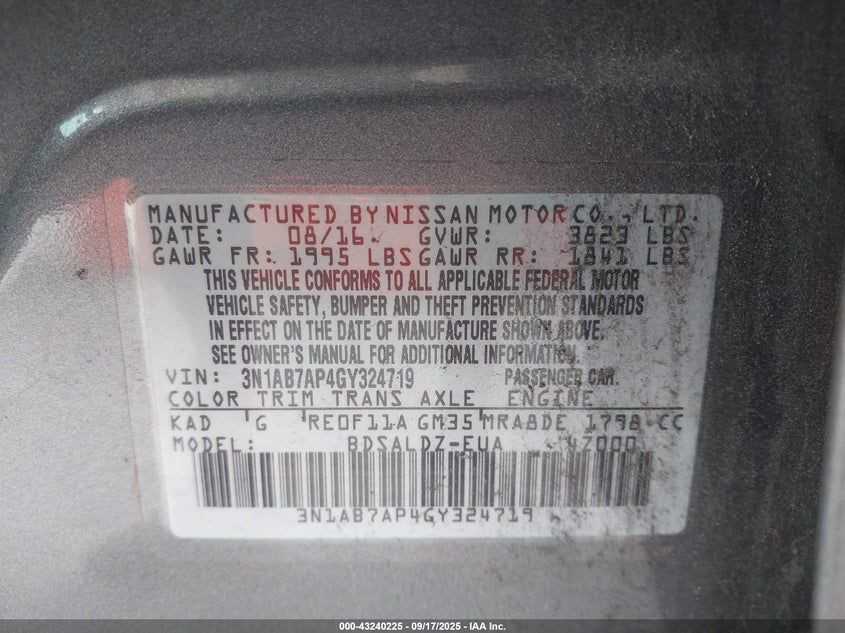 MANUFACTURED BY NISSAN MOTOR CO., LTD.
DATE: 08/16 GVWR: 3823 LBS
GAWR FR: 1995 LBS GAWR RR: 1841 LBS
THIS VEHICLE CONFORMS TO ALL APPLICABLE FEDERAL MOTOR
VEHICLE SAFETY, BUMPER AND THEFT PREVENTION STANDARDS
IN EFFECT ON THE DATE OF MANUFACTURE SHOWN ABOVE.
SEE OWNER'S MANUAL FOR ADDITIONAL INFORMATION.
VIN: 3N1AB7AP4GY324719 PASSENGER CAR.
COLOR TRIM TRANS AXLE ENGINE
KAD G RE0F11A GM35 MRA8DE 1798 CC
MODEL: BDSALDZ-EUA -4Z000
3N1AB7AP4GY324719
000-43240225 - 09/17/2025 - IAA Inc.